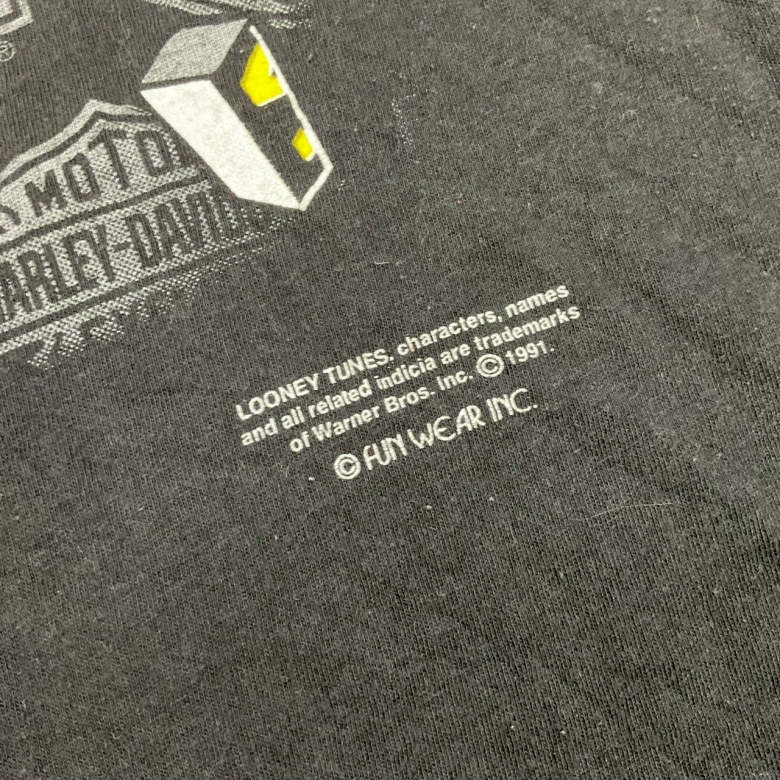 ®
MOTO
ARLEY-DAVID
LOONEY TUNES, characters, names
and all related indicia are trademarks
of Warner Bros. Inc. © 1991.
© FUN WEAR INC.